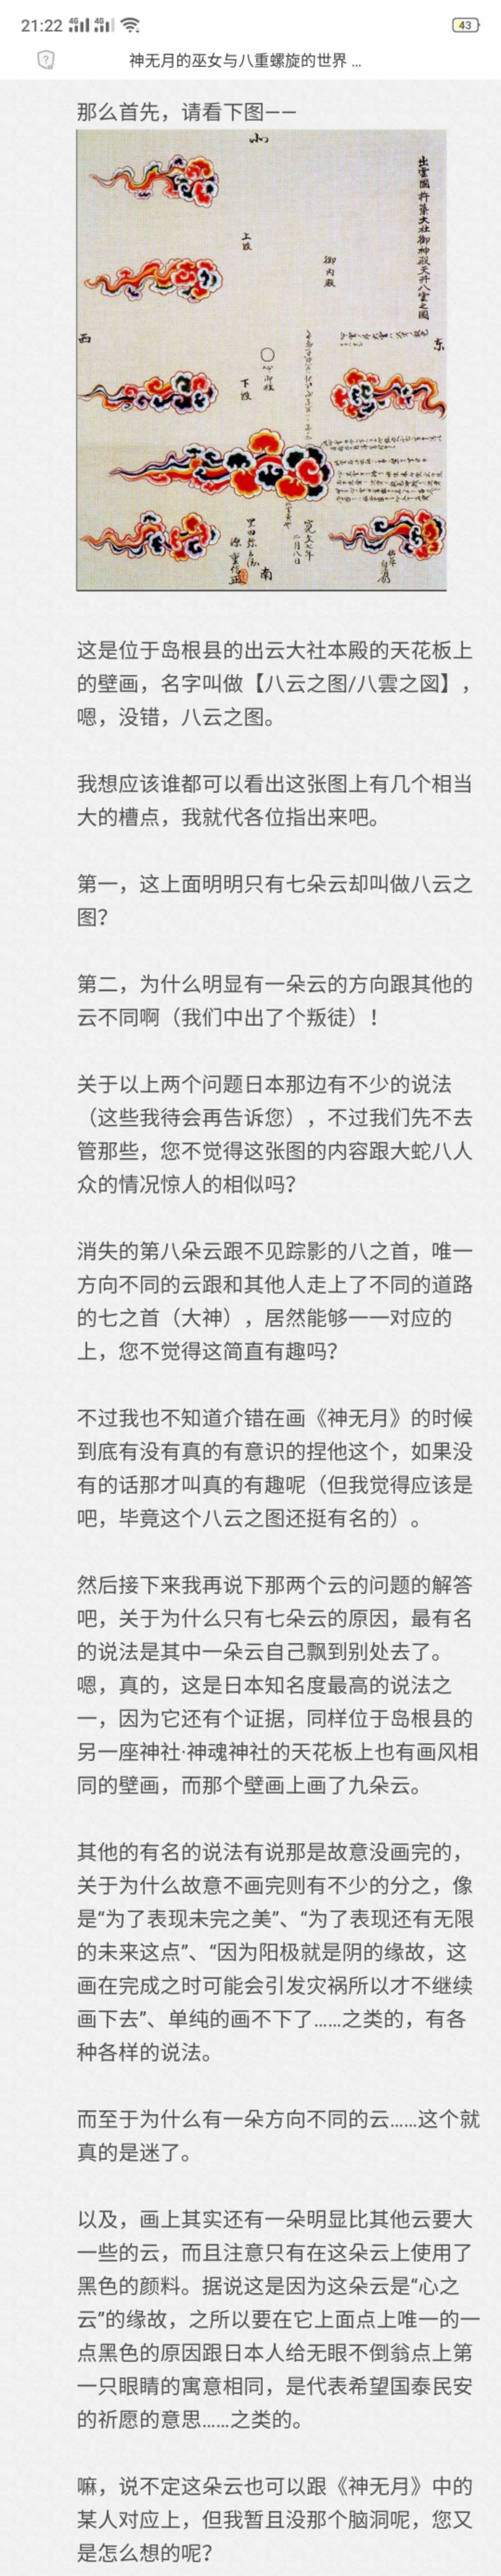 21:22
4G
4G
43
神无月的巫女与八重螺旋的世界 ...
那么首先，请看下图——
北
出雲國杵築大社御神殿天井八雲之圖
上段
御内殿
西
东
心御柱
下段
寛文七年
二月八日
黒田弥
南
这是位于岛根县的出云大社本殿的天花板上
的壁画，名字叫做【八云之图/八雲之図】，
嗯，没错，八云之图。
我想应该谁都可以看出这张图上有几个相当
大的槽点，我就代各位指出来吧。
第一，这上面明明只有七朵云却叫做八云之
图？
第二，为什么明显有一朵云的方向跟其他的
云不同啊（我们中出了个叛徒）！
关于以上两个问题日本那边有不少的说法
（这些我待会再告诉您），不过我们先不去
管那些，您不觉得这张图的内容跟大蛇八人
众的情况惊人的相似吗？
消失的第八朵云跟不见踪影的八之首，唯一
方向不同的云跟和其他人走上了不同的道路
的七之首（大神），居然能够一一对应的
上，您不觉得这简直有趣吗？
不过我也不知道介错在画《神无月》的时候
到底有没有真的有意识的捏他这个，如果没
有的话那才叫真的有趣呢（但我觉得应该是
吧，毕竟这个八云之图还挺有名的）。
然后接下来我再说下那两个云的问题的解答
吧，关于为什么只有七朵云的原因，最有名
的说法是其中一朵云自己飘到别处去了。
嗯，真的，这是日本知名度最高的说法之
一，因为它还有个证据，同样位于岛根县的
另一座神社·神魂神社的天花板上也有画风相
同的壁画，而那个壁画上画了九朵云。
其他的有名的说法有说那是故意没画完的，
关于为什么故意不画完则有不少的分之，像
是“为了表现未完之美”、“为了表现还有无限
的未来这点”、“因为阳极就是阴的缘故，这
画在完成之时可能会引发灾祸所以才不继续
画下去”、单纯的画不下了……之类的，有各
种各样的说法。
而至于为什么有一朵方向不同的云……这个就
真的是迷了。
以及，画上其实还有一朵明显比其他云要大
一些的云，而且注意只有在这朵云上使用了
黑色的颜料。据说这是因为这朵云是“心之
云”的缘故，之所以要在它上面点上唯一的一
点黑色的原因跟日本人给无眼不倒翁点上第
一只眼睛的寓意相同，是代表希望国泰民安
的祈愿的意思……之类的。
嘛，说不定这朵云也可以跟《神无月》中的
某人对应上，但我暂且没那个脑洞呢，您又
是怎么想的呢？